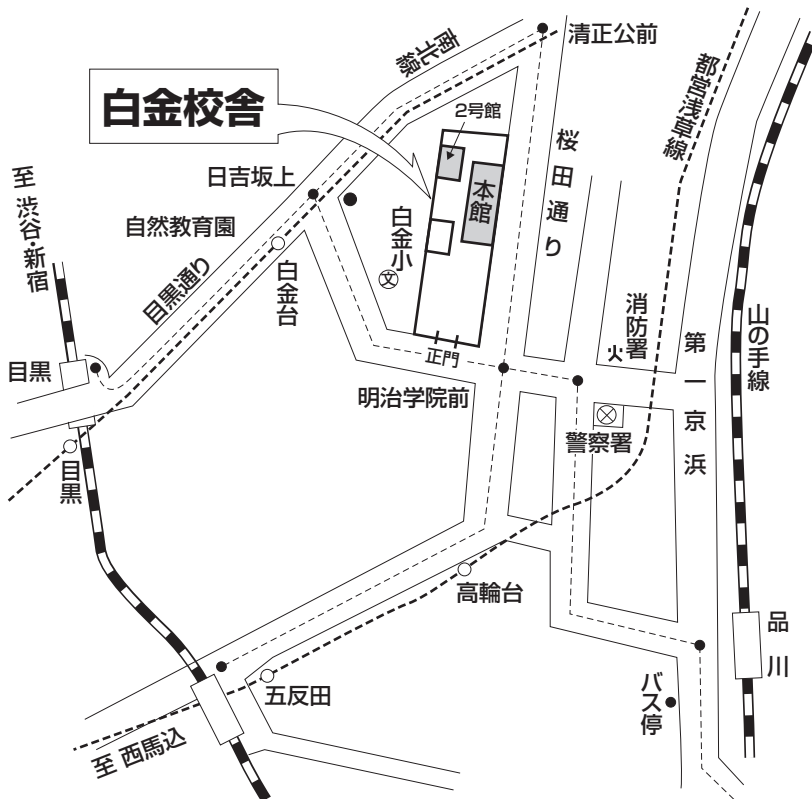 南北線
清正公前
白金校舎
2号館
都営浅草線
本館
桜田通り
日吉坂上
至 渋谷・新宿
自然教育園
白金小
文
目黒通り
白金台
消防署
火
山の手線
第一京浜
正門
目黒
明治学院前
警察署
目黒
高輪台
品川
五反田
バス停
至 西馬込